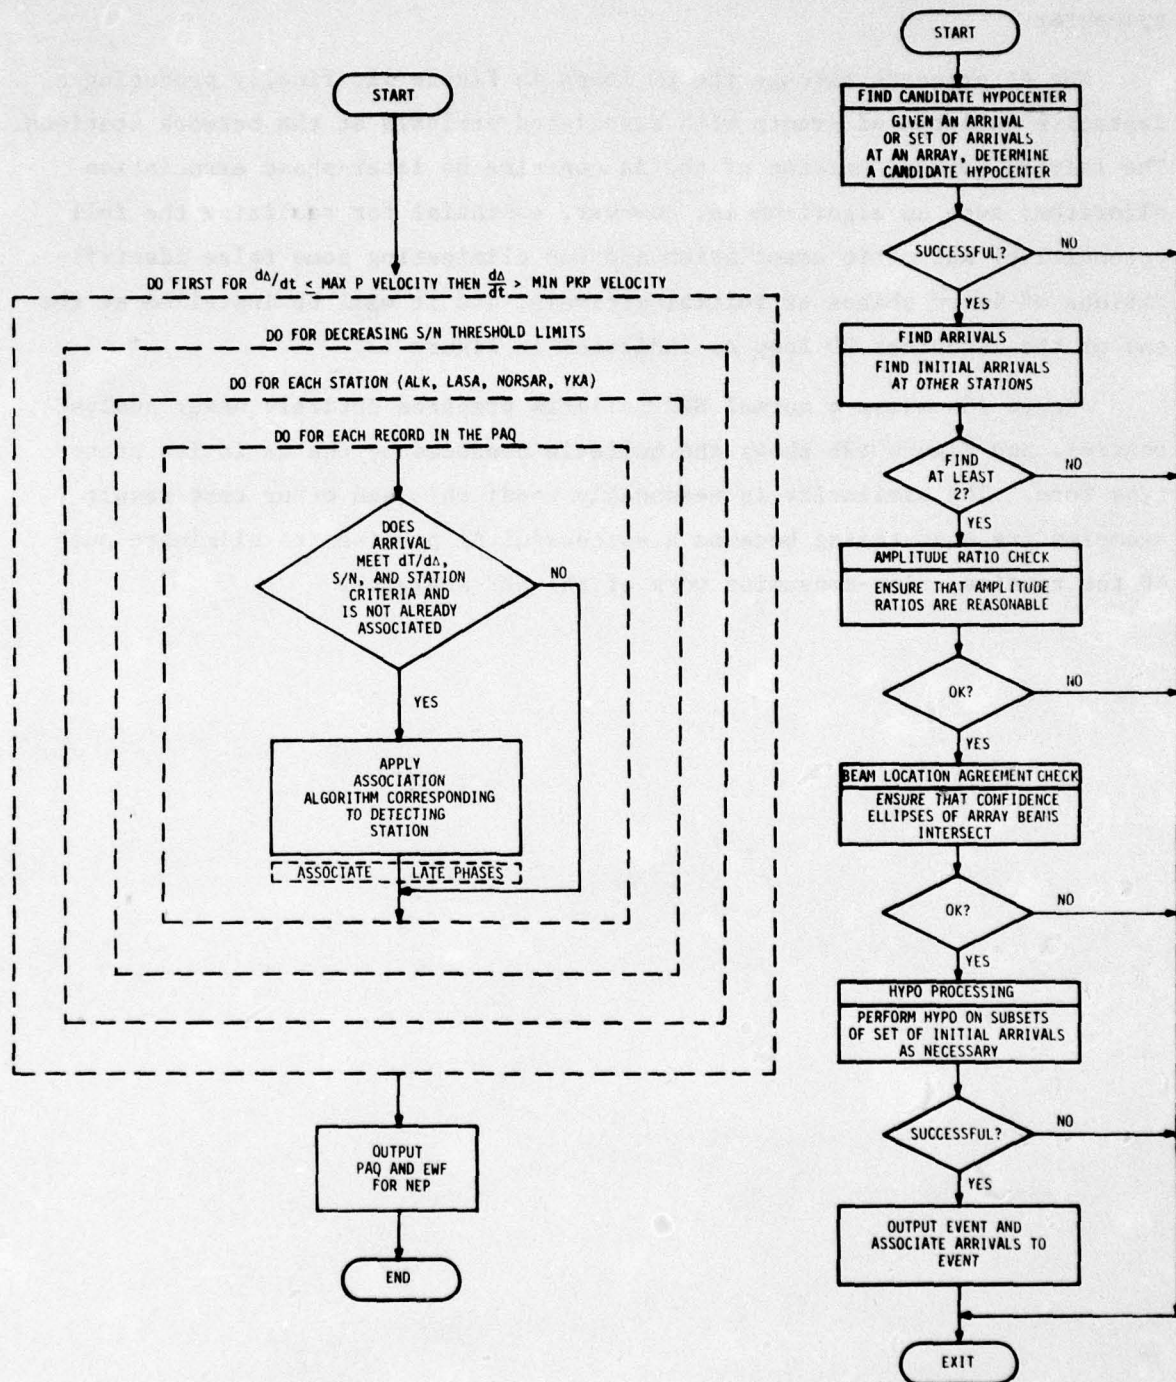 START
DO FIRST FOR dΔ/dt ≤ MAX P VELOCITY THEN dΔ/dt > MIN PKP VELOCITY
DO FOR DECREASING S/N THRESHOLD LIMITS
DO FOR EACH STATION (ALK, LASA, NORSAR, YKA)
DO FOR EACH RECORD IN THE PAQ
DOES
ARRIVAL
MEET dT/dΔ,
S/N, AND STATION
CRITERIA AND
IS NOT ALREADY
ASSOCIATED
NO
YES
APPLY
ASSOCIATION
ALGORITHM CORRESPONDING
TO DETECTING
STATION
ASSOCIATE LATE PHASES
OUTPUT
PAQ AND EWF
FOR NEP
END
START
FIND CANDIDATE HYPOCENTER
GIVEN AN ARRIVAL
OR SET OF ARRIVALS
AT AN ARRAY, DETERMINE
A CANDIDATE HYPOCENTER
SUCCESSFUL?
NO
YES
FIND ARRIVALS
FIND INITIAL ARRIVALS
AT OTHER STATIONS
FIND
AT LEAST
2?
NO
YES
AMPLITUDE RATIO CHECK
ENSURE THAT AMPLITUDE
RATIOS ARE REASONABLE
OK?
NO
YES
BEAM LOCATION AGREEMENT CHECK
ENSURE THAT CONFIDENCE
ELLIPSES OF ARRAY BEAMS
INTERSECT
OK?
NO
YES
HYPO PROCESSING
PERFORM HYPO ON SUBSETS
OF SET OF INITIAL ARRIVALS
AS NECESSARY
SUCCESSFUL?
NO
YES
OUTPUT EVENT AND
ASSOCIATE ARRIVALS TO
EVENT
EXIT